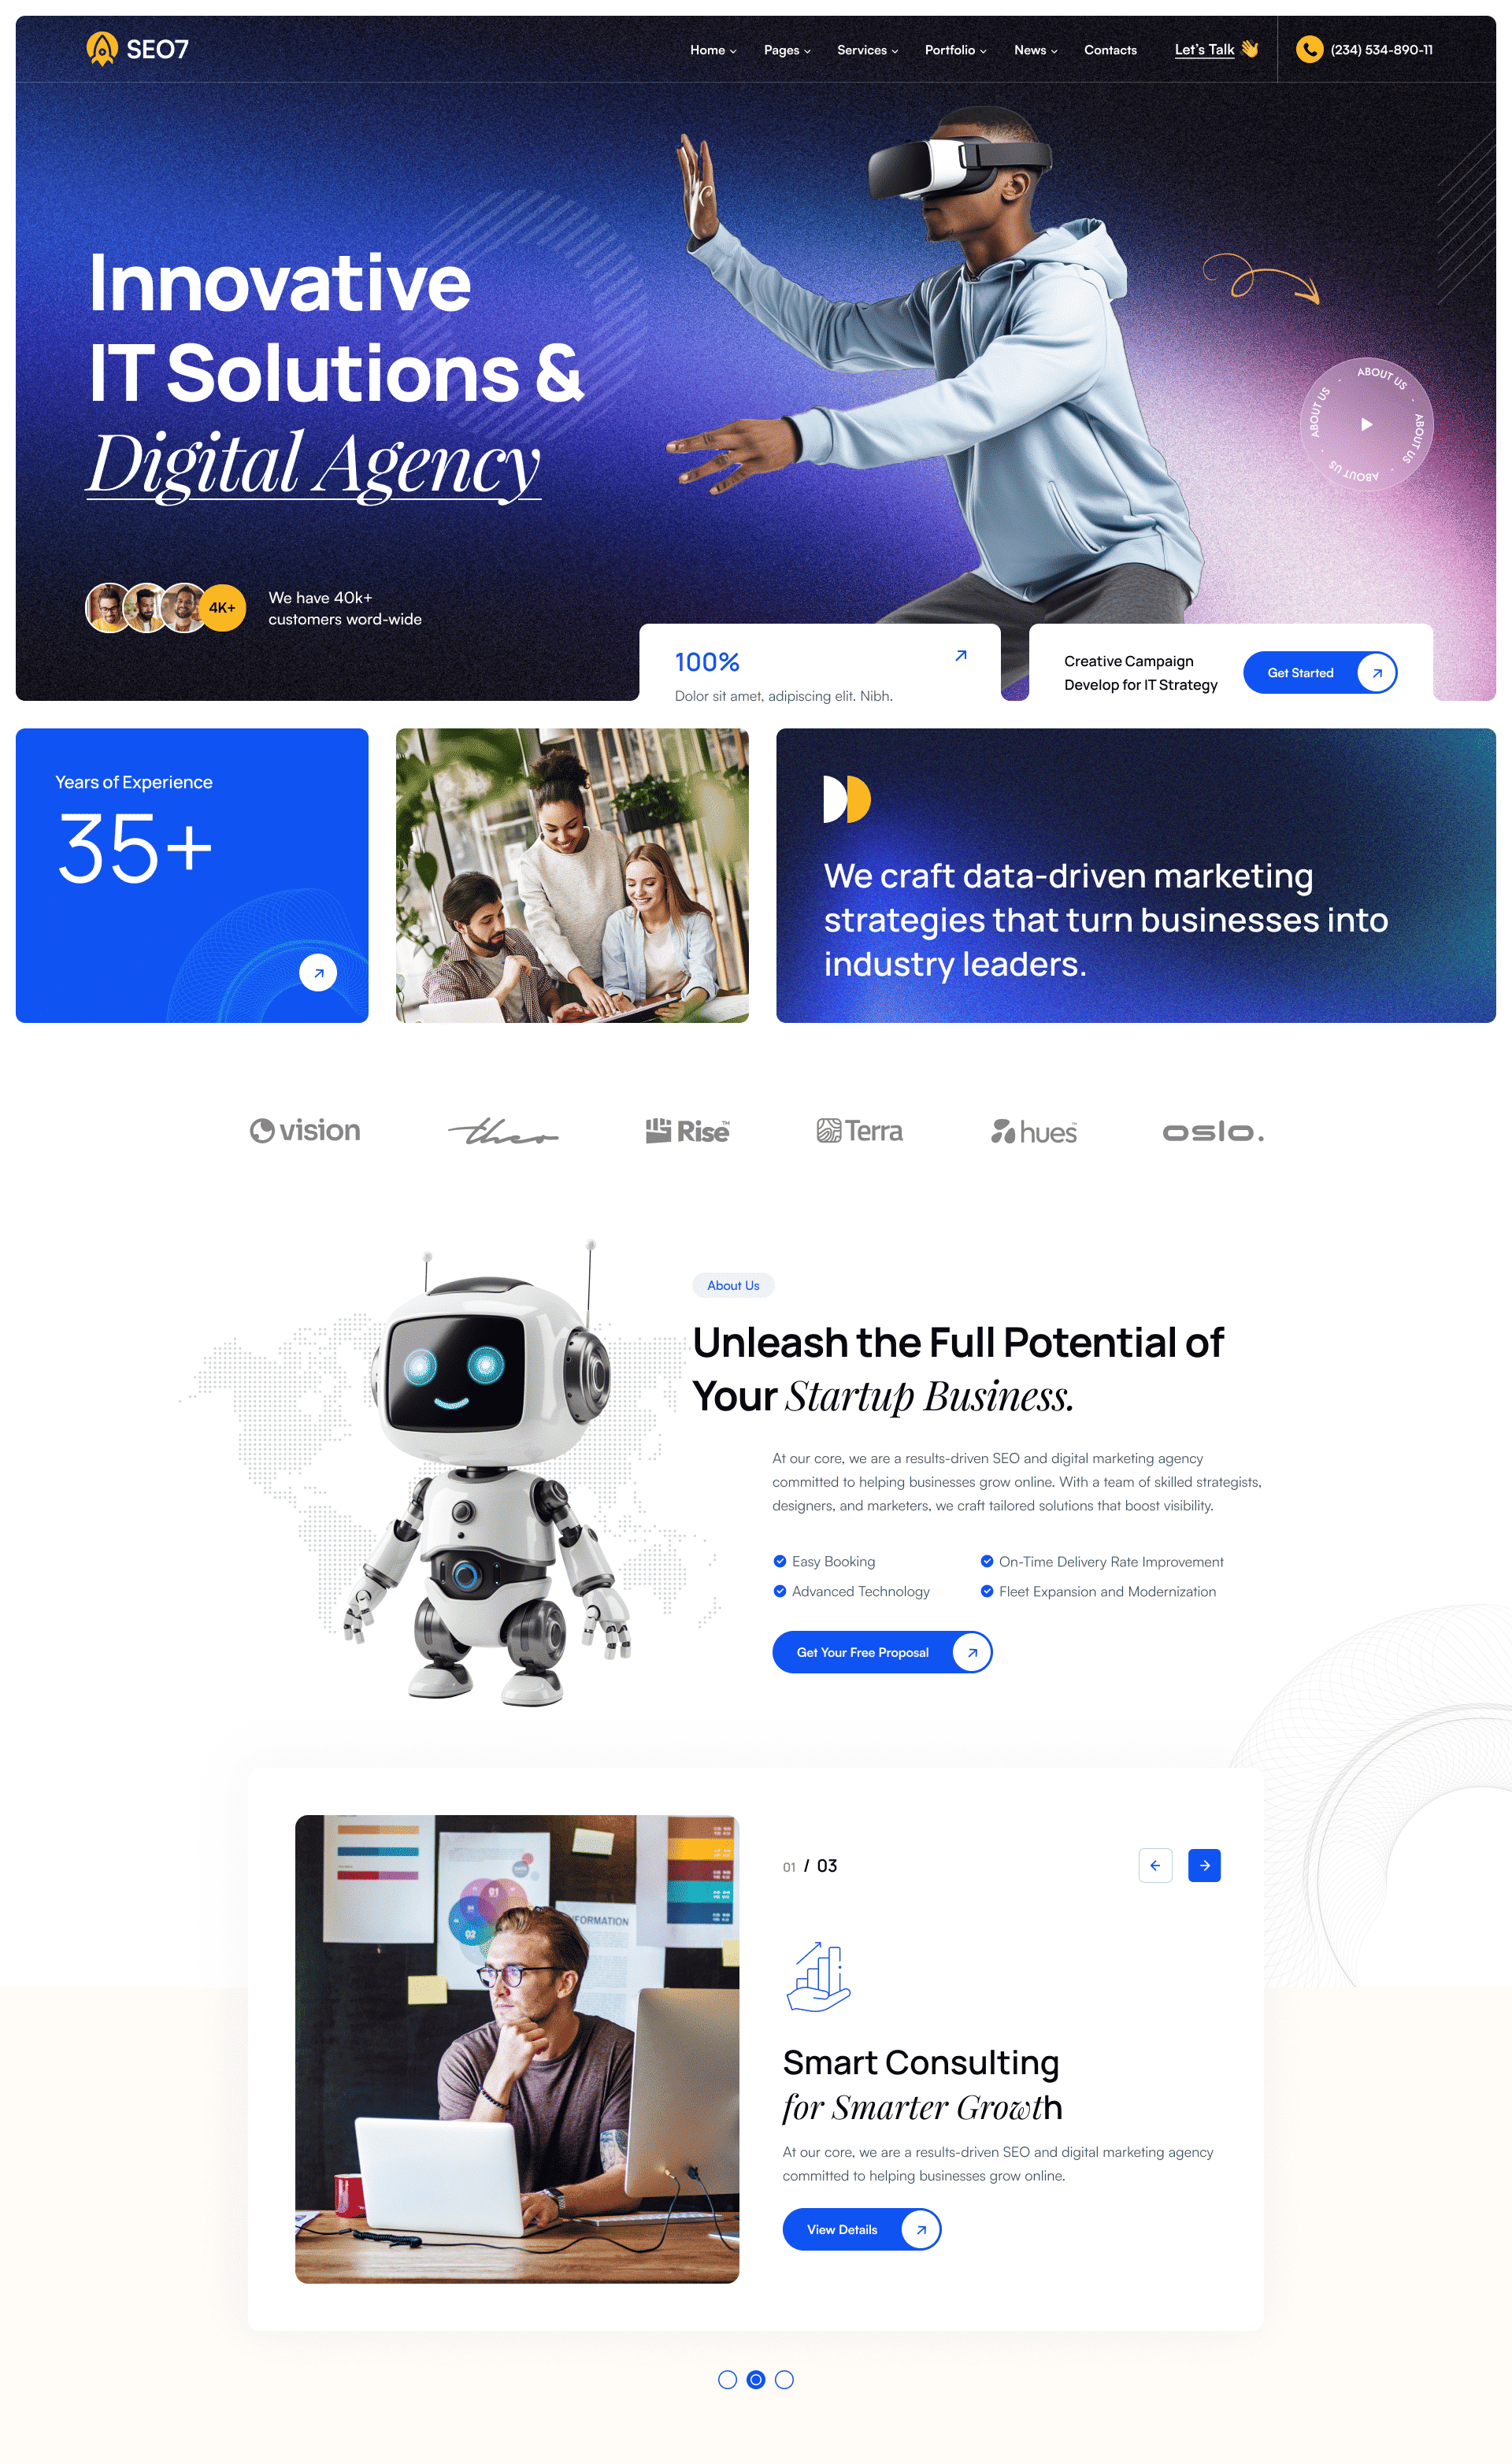 SEO7
Home
Pages
Services
Portfolio
News
Contacts
Let's Talk
(234) 534-890-11
Innovative
IT Solutions &
Digital Agency
ABOUT US · ABOUT US · ABOUT US · ABOUT US ·
4K+
We have 40k+
customers word-wide
100%
Dolor sit amet, adipiscing elit. Nibh.
Creative Campaign
Develop for IT Strategy
Get Started
Years of Experience
35+
We craft data-driven marketing
strategies that turn businesses into
industry leaders.
vision
theo
Rise™
Terra
hues
oslo.
About Us
Unleash the Full Potential of
Your Startup Business.
At our core, we are a results-driven SEO and digital marketing agency
committed to helping businesses grow online. With a team of skilled strategists,
designers, and marketers, we craft tailored solutions that boost visibility.
Easy Booking
On-Time Delivery Rate Improvement
Advanced Technology
Fleet Expansion and Modernization
Get Your Free Proposal
01 / 03
01
02
FORMATION
Smart Consulting
for Smarter Growth
At our core, we are a results-driven SEO and digital marketing agency
committed to helping businesses grow online.
View Details